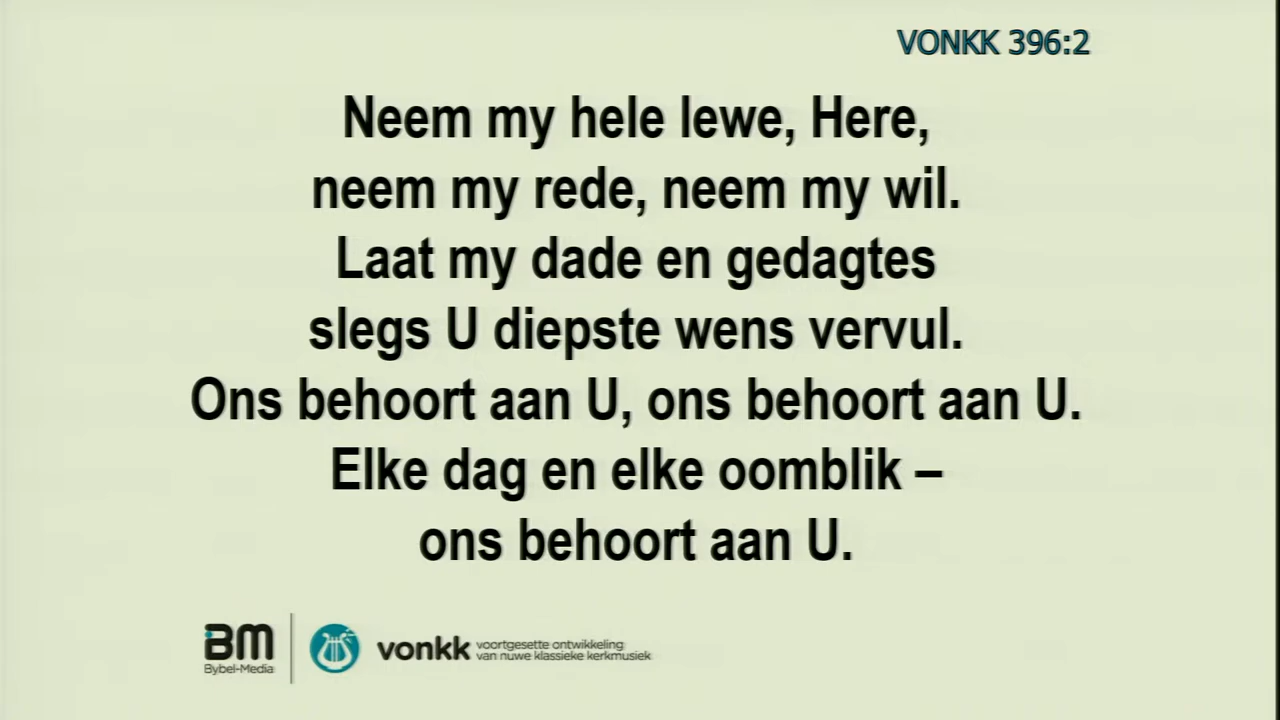 VONKK 396:2
Neem my hele lewe, Here,
neem my rede, neem my wil.
Laat my dade en gedagtes
slegs U diepste wens vervul.
Ons behoort aan U, ons behoort aan U.
Elke dag en elke oomblik –
ons behoort aan U.
BM
Bybel-Media
vonkk
voortgesette ontwikkeling
van nuwe klassieke kerkmusiek